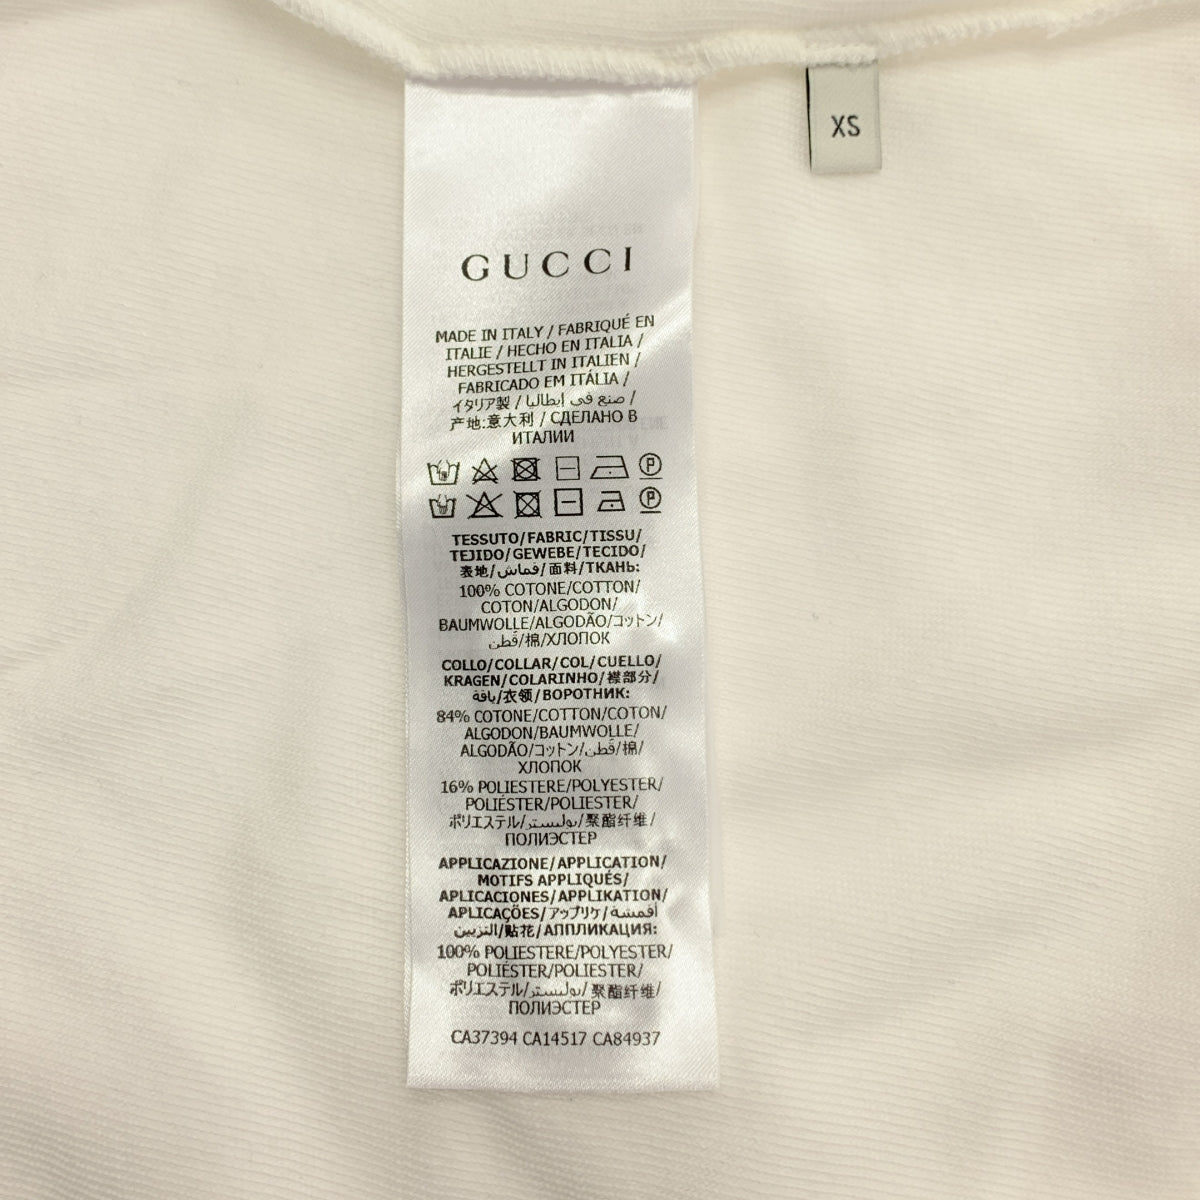 XS
GUCCI
MADE IN ITALY / FABRIQUÉ EN
ITALIE / HECHO EN ITALIA /
HERGESTELLT IN ITALIEN /
FABRICADO EM ITÁLIA /
イタリア製 / صنع في إيطاليا /
产地:意大利 / СДЕЛАНО В
ИТАЛИИ
TESSUTO/FABRIC/TISSU/
TEJIDO/GEWEBE/TECIDO/
表地/قماش/面料/ТКАНЬ:
100% COTONE/COTTON/
COTON/ALGODON/
BAUMWOLLE/ALGODÃO/コットン/
قطن/棉/ХЛОПОК
COLLO/COLLAR/COL/CUELLO/
KRAGEN/COLARINHO/襟部分/
ياقة/衣领/ВОРОТНИК:
84% COTONE/COTTON/COTON/
ALGODON/BAUMWOLLE/
ALGODÃO/コットン/قطن/棉/
ХЛОПОК
16% POLIESTERE/POLYESTER/
POLIÉSTER/POLIESTER/
ポリエステル/بوليستر/聚酯纤维/
ПОЛИЭСТЕР
APPLICAZIONE/APPLICATION/
MOTIFS APPLIQUÉS/
APLICACIONES/APPLIKATION/
APLICAÇÕES/アップリケ/أقمشة
التزيين/贴花/АППЛИКАЦИЯ:
100% POLIESTERE/POLYESTER/
POLIÉSTER/POLIESTER/
ポリエステル/بوليستر/聚酯纤维/
ПОЛИЭСТЕР
CA37394 CA14517 CA84937